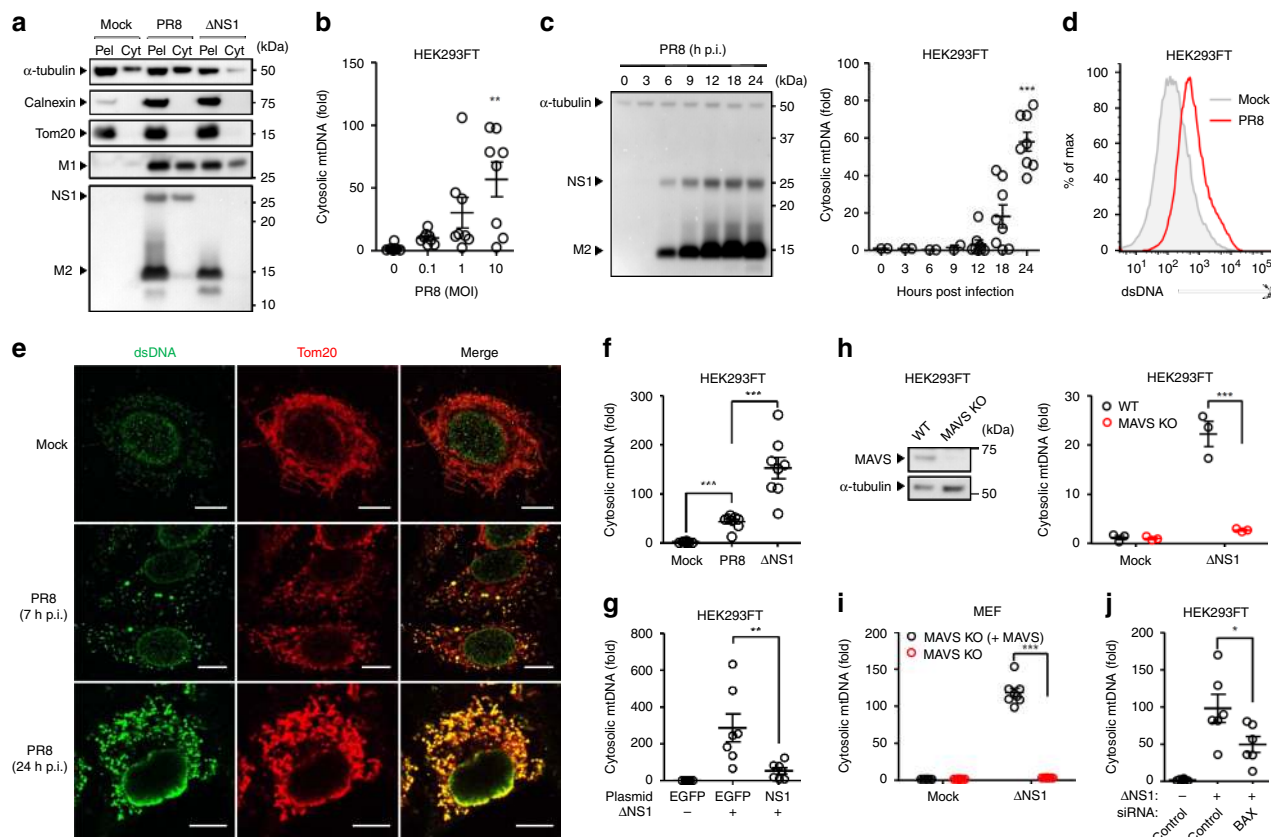 a
Mock PR8 ΔNS1
Pel Cyt Pel Cyt Pel Cyt (kDa)
α-tubulin 50
Calnexin 75
Tom20 15
M1
25
NS1 25
20
M2 15
10
b
HEK293FT
Cytosolic mtDNA (fold)
150
100
50
0
**
0 0.1 1 10
PR8 (MOI)
c
PR8 (h p.i.)
0 3 6 9 12 18 24 (kDa)
α-tubulin 50
37
NS1 25
20
M2 15
HEK293FT
Cytosolic mtDNA (fold)
100
80
60
40
20
0
***
0 3 6 9 12 18 24
Hours post infection
d
HEK293FT
% of max
100
80
60
40
20
0
Mock
PR8
10¹ 10² 10³ 10⁴ 10⁵
dsDNA
e
dsDNA Tom20 Merge
Mock
PR8
(7 h p.i.)
PR8
(24 h p.i.)
f
HEK293FT
Cytosolic mtDNA (fold)
300
200
100
0
***
***
Mock PR8 ΔNS1
g
HEK293FT
Cytosolic mtDNA (fold)
800
600
400
200
0
**
Plasmid EGFP EGFP NS1
ΔNS1 − + +
h
HEK293FT
WT MAVS KO (kDa)
MAVS 75
α-tubulin 50
HEK293FT
Cytosolic mtDNA (fold)
30
20
10
0
WT
MAVS KO
***
Mock ΔNS1
i
MEF
Cytosolic mtDNA (fold)
200
150
100
50
0
MAVS KO (+ MAVS)
MAVS KO
***
Mock ΔNS1
j
HEK293FT
Cytosolic mtDNA (fold)
200
150
100
50
0
*
ΔNS1: − + +
siRNA: Control Control BAX